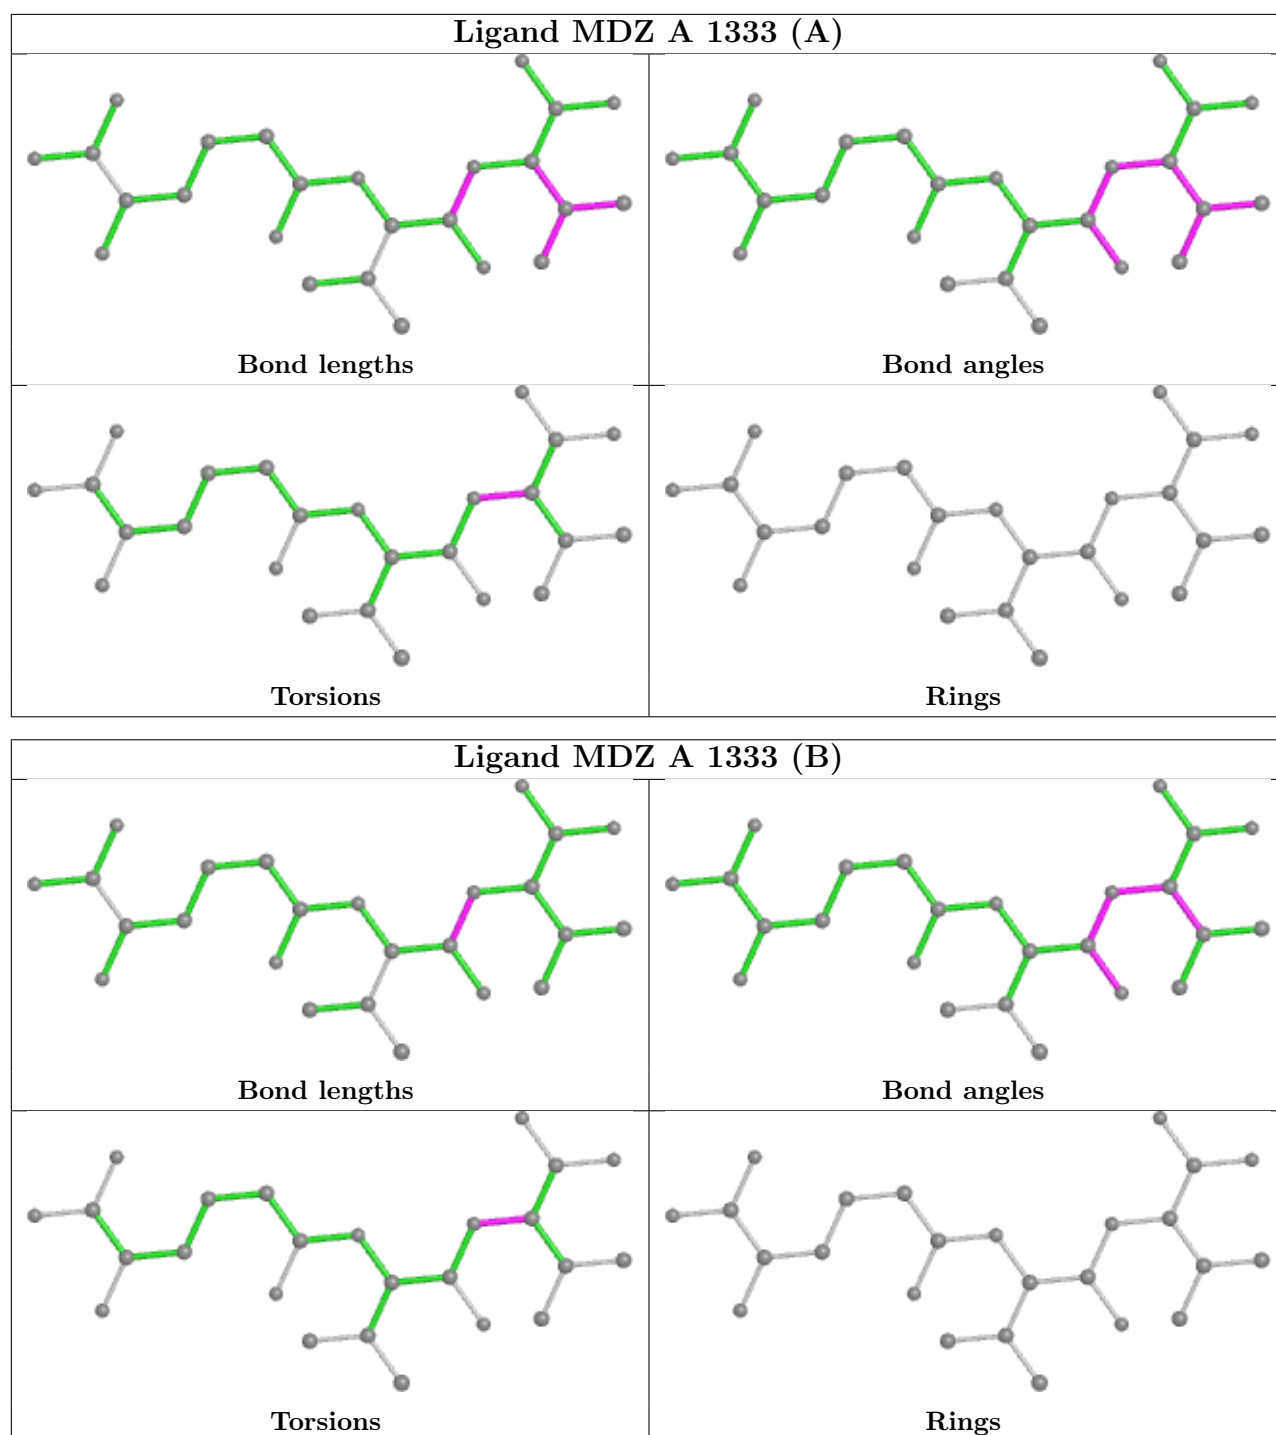 Ligand MDZ A 1333 (A)
Bond lengths
Bond angles
Torsions
Rings
Ligand MDZ A 1333 (B)
Bond lengths
Bond angles
Torsions
Rings